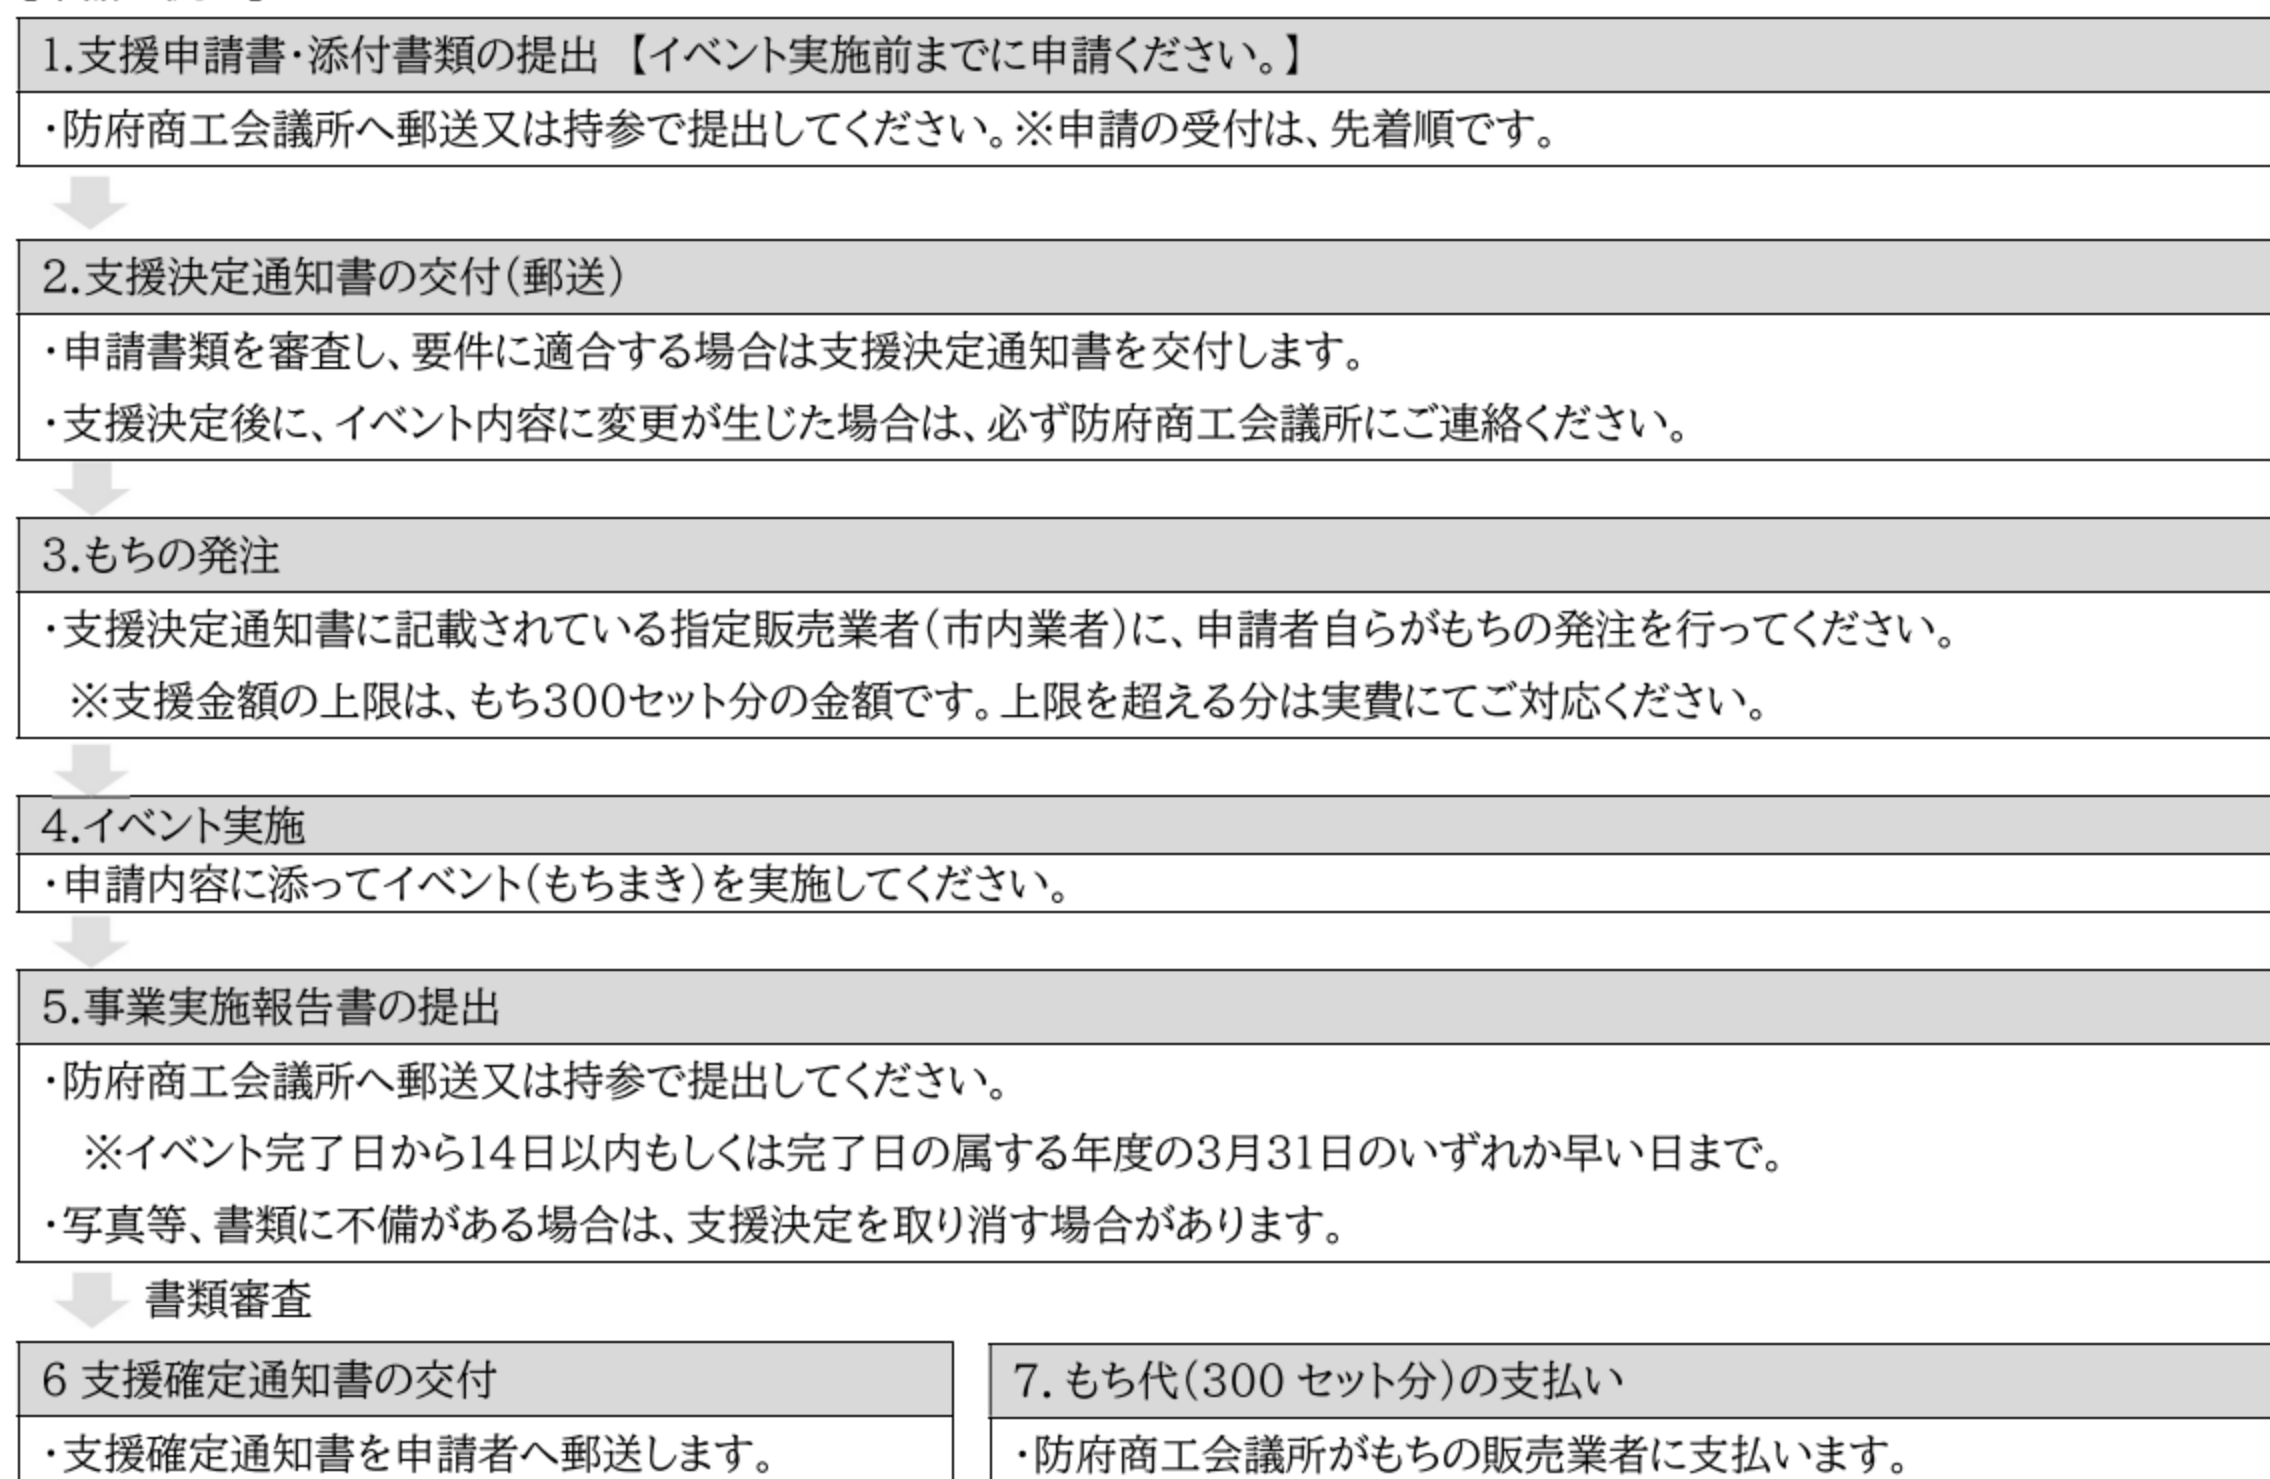 1.支援申請書・添付書類の提出 【イベント実施前までに申請ください。】
・防府商工会議所へ郵送又は持参で提出してください。※申請の受付は、先着順です。
2.支援決定通知書の交付(郵送)
・申請書類を審査し、要件に適合する場合は支援決定通知書を交付します。
・支援決定後に、イベント内容に変更が生じた場合は、必ず防府商工会議所にご連絡ください。
3.もちの発注
・支援決定通知書に記載されている指定販売業者(市内業者)に、申請者自らがもちの発注を行ってください。
※支援金額の上限は、もち300セット分の金額です。上限を超える分は実費にてご対応ください。
4.イベント実施
・申請内容に添ってイベント(もちまき)を実施してください。
5.事業実施報告書の提出
・防府商工会議所へ郵送又は持参で提出してください。
※イベント完了日から14日以内もしくは完了日の属する年度の3月31日のいずれか早い日まで。
・写真等、書類に不備がある場合は、支援決定を取り消す場合があります。
書類審査
6 支援確定通知書の交付
・支援確定通知書を申請者へ郵送します。
7. もち代(300 セット分)の支払い
・防府商工会議所がもちの販売業者に支払います。